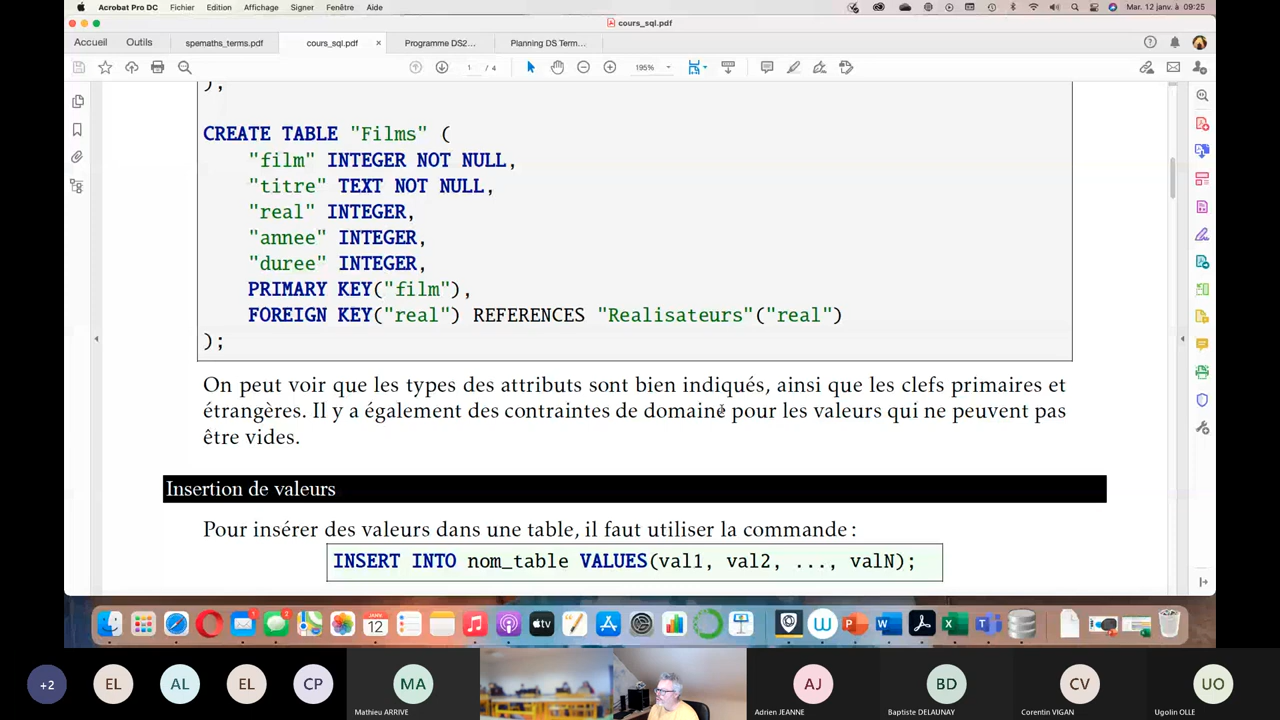 Acrobat Pro DC Fichier Edition Affichage Signer Fenêtre Aide Mar. 12 janv. à 09:25
cours_sql.pdf
Accueil Outils spemaths_terms.pdf cours_sql.pdf × Programme DS2... Planning DS Term...
1 / 4 195%
);
CREATE TABLE "Films" (
"film" INTEGER NOT NULL,
"titre" TEXT NOT NULL,
"real" INTEGER,
"annee" INTEGER,
"duree" INTEGER,
PRIMARY KEY("film"),
FOREIGN KEY("real") REFERENCES "Realisateurs"("real")
);
On peut voir que les types des attributs sont bien indiqués, ainsi que les clefs primaires et
étrangères. Il y a également des contraintes de domaine pour les valeurs qui ne peuvent pas
être vides.
Insertion de valeurs
Pour insérer des valeurs dans une table, il faut utiliser la commande :
INSERT INTO nom_table VALUES(val1, val2, ..., valN);
JANV. 12 tv
+2 EL AL EL CP MA AJ BD CV UO
Mathieu ARRIVE Adrien JEANNE Baptiste DELAUNAY Corentin VIGAN Ugolin OLLE